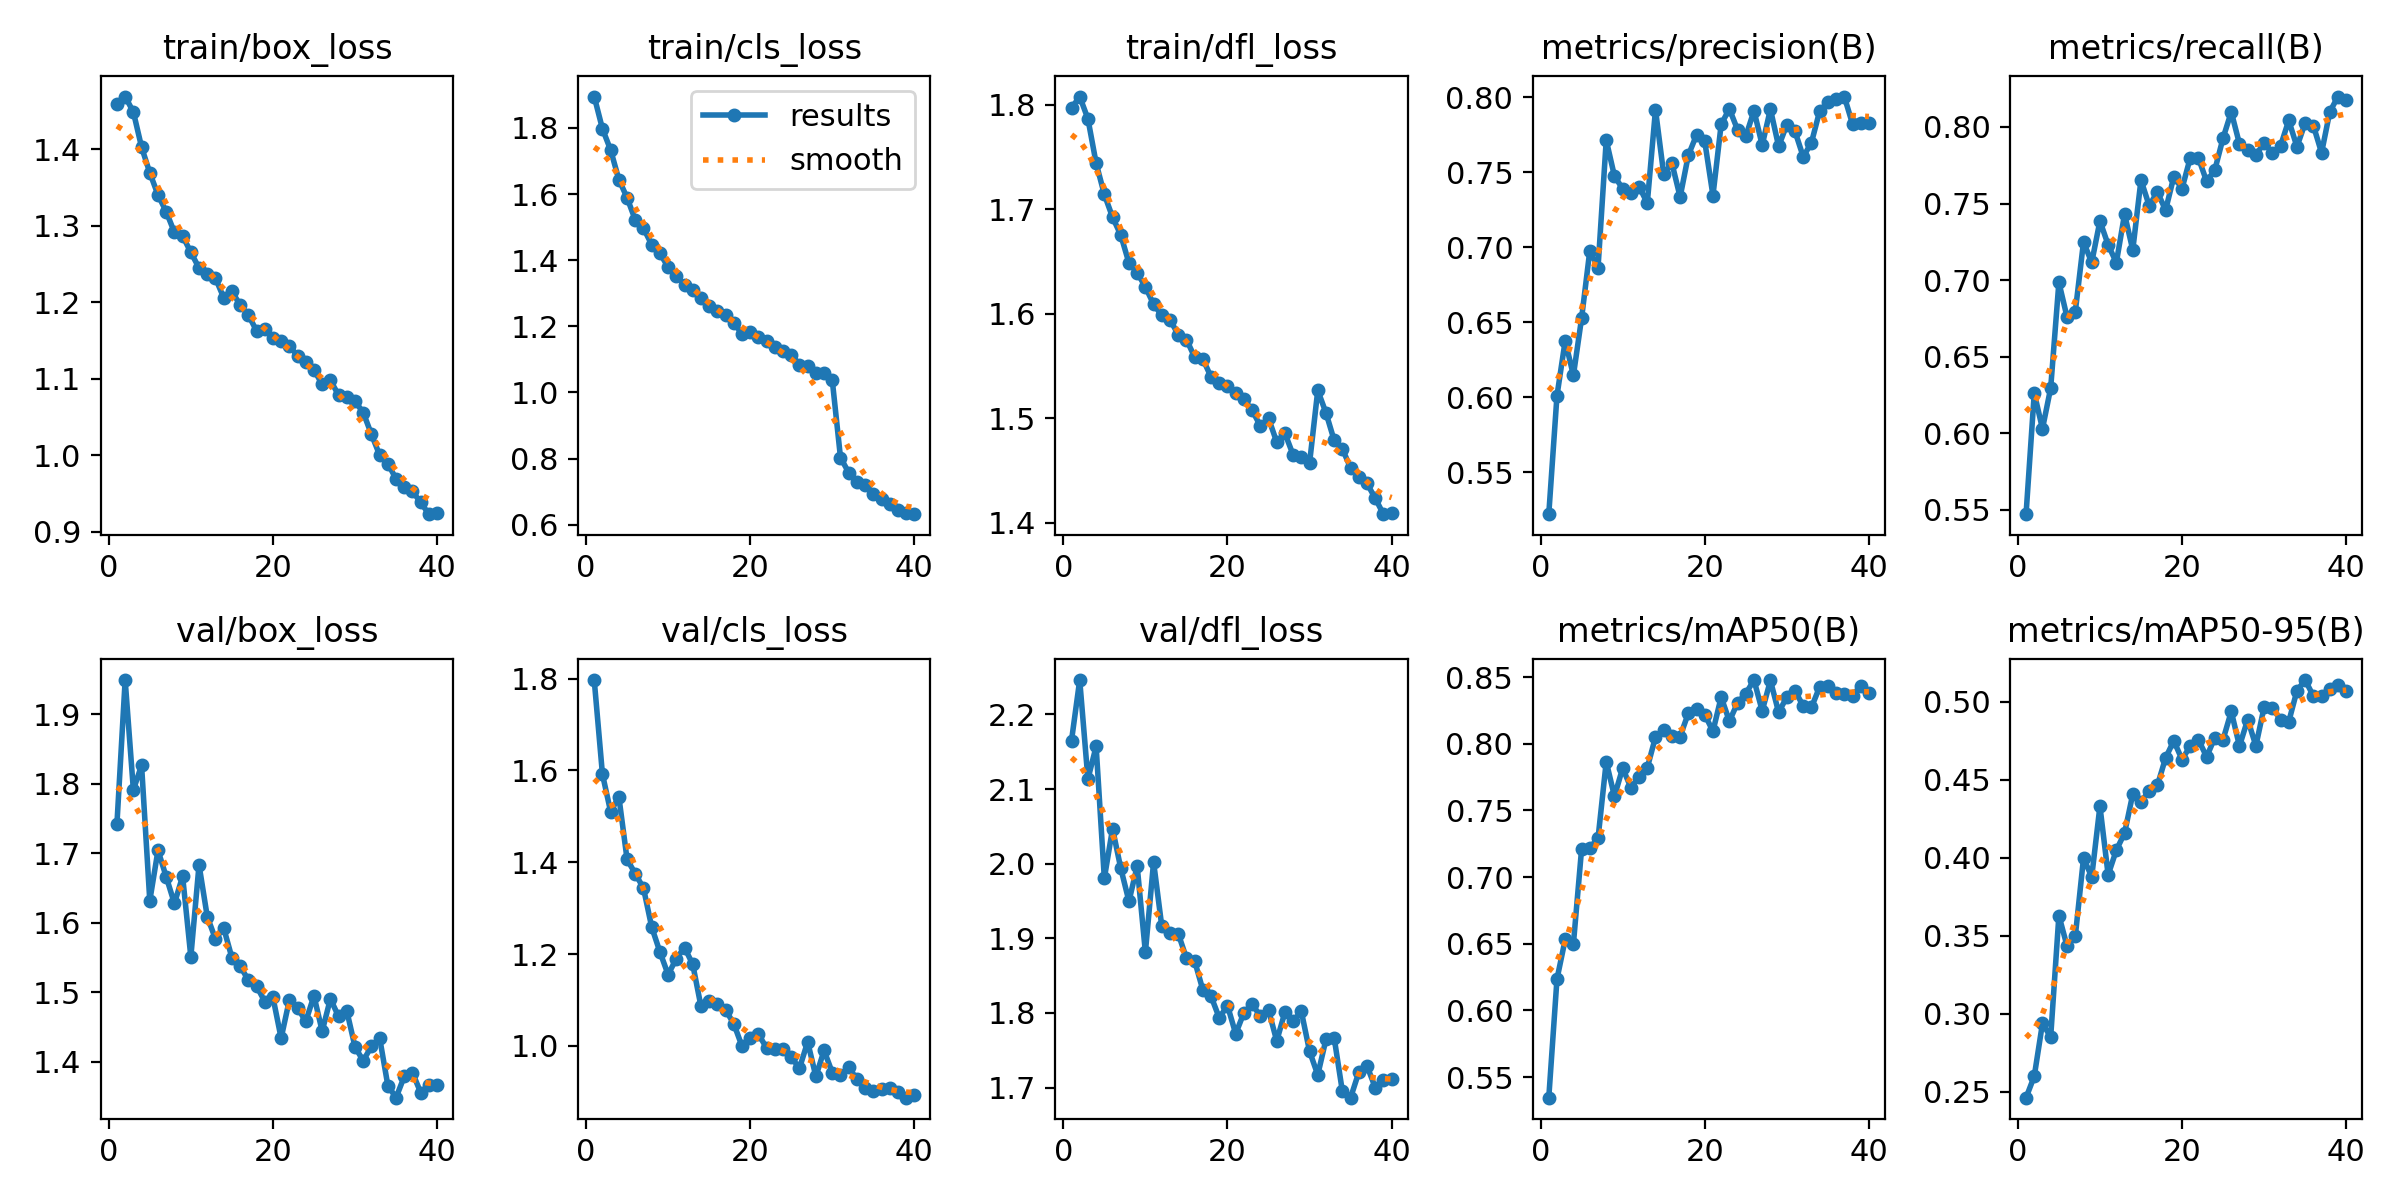 train/box_loss
train/cls_loss
train/dfl_loss
metrics/precision(B)
metrics/recall(B)
results
smooth
1.4
1.3
1.2
1.1
1.0
0.9
0 20 40
1.8
1.6
1.4
1.2
1.0
0.8
0.6
0 20 40
1.8
1.7
1.6
1.5
1.4
0 20 40
0.80
0.75
0.70
0.65
0.60
0.55
0 20 40
0.80
0.75
0.70
0.65
0.60
0.55
0 20 40
val/box_loss
val/cls_loss
val/dfl_loss
metrics/mAP50(B)
metrics/mAP50-95(B)
1.9
1.8
1.7
1.6
1.5
1.4
0 20 40
1.8
1.6
1.4
1.2
1.0
0 20 40
2.2
2.1
2.0
1.9
1.8
1.7
0 20 40
0.85
0.80
0.75
0.70
0.65
0.60
0.55
0 20 40
0.50
0.45
0.40
0.35
0.30
0.25
0 20 40